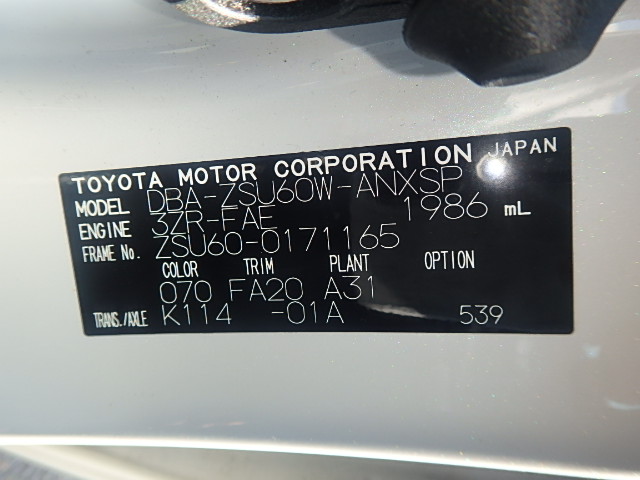 TOYOTA MOTOR CORPORATION JAPAN
MODEL DBA-ZSU60W-ANXSP
ENGINE 3ZR-FAE 1986 mL
FRAME No. ZSU60-0171165
COLOR TRIM PLANT OPTION
070 FA20 A31
TRANS./AXLE K114 -01A 539